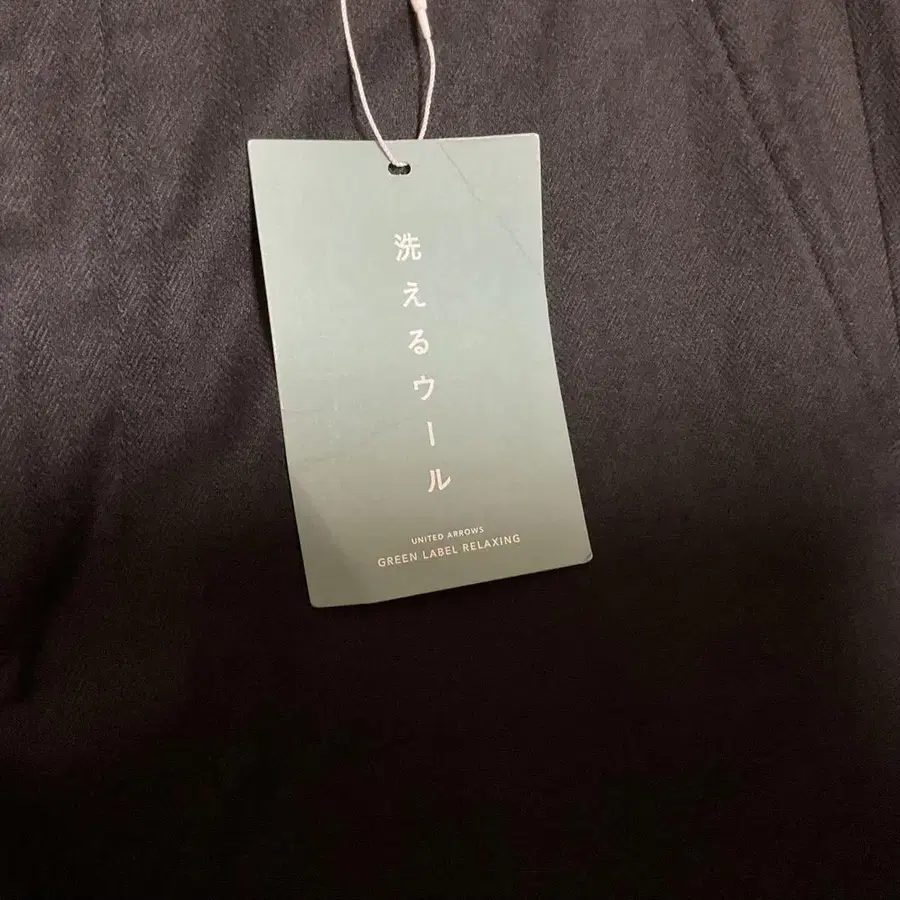 洗えるウール
UNITED ARROWS
GREEN LABEL RELAXING